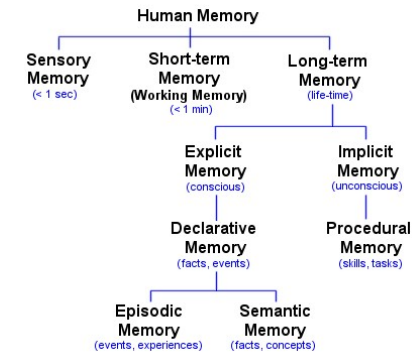 Human Memory
Sensory
Memory
(< 1 sec)
Short-term
Memory
(Working Memory)
(< 1 min)
Long-term
Memory
(life-time)
Explicit
Memory
(conscious)
Implicit
Memory
(unconscious)
Declarative
Memory
(facts, events)
Procedural
Memory
(skills, tasks)
Episodic
Memory
(events, experiences)
Semantic
Memory
(facts, concepts)